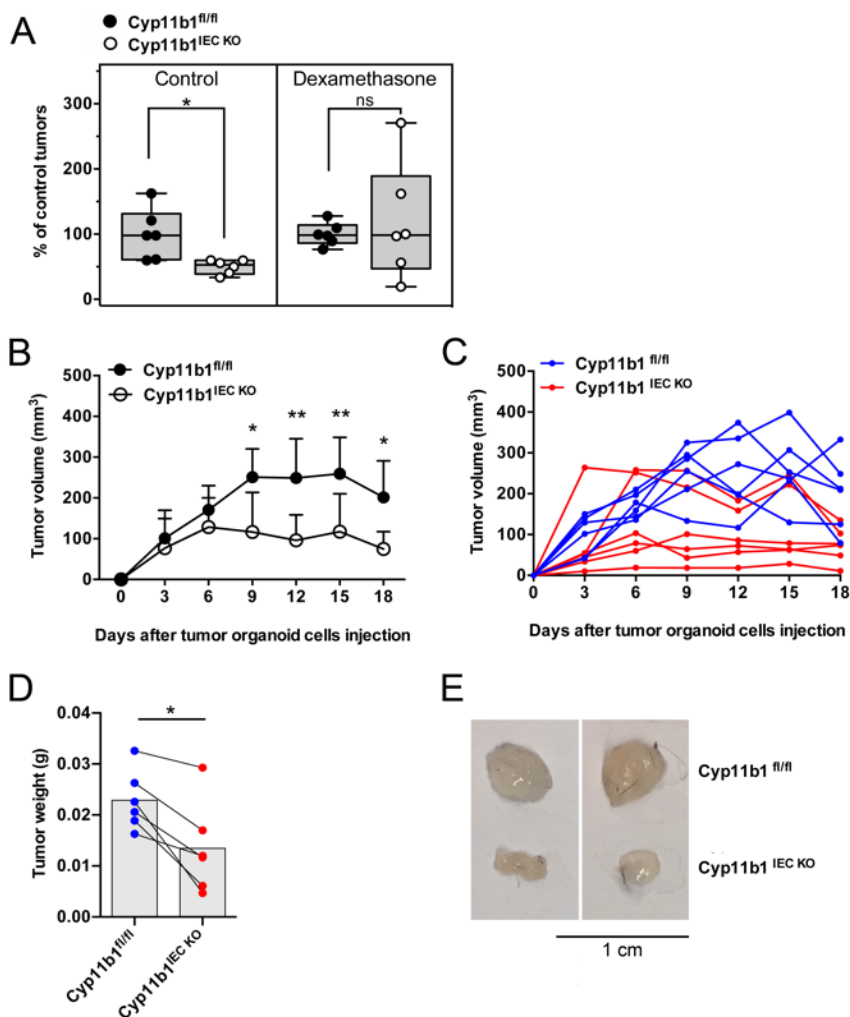 A
Cyp11b1fl/fl
Cyp11b1IEC KO
Control
Dexamethasone
*
ns
% of control tumors
300
200
100
0
B
Cyp11b1fl/fl
Cyp11b1IEC KO
Tumor volume (mm3)
500
400
300
200
100
0
* ** ** *
0 3 6 9 12 15 18
Days after tumor organoid cells injection
C
Cyp11b1 fl/fl
Cyp11b1 IEC KO
Tumor volume (mm3)
500
400
300
200
100
0
0 3 6 9 12 15 18
Days after tumor organoid cells injection
D
*
Tumor weight (g)
0.04
0.03
0.02
0.01
0.00
Cyp11b1fl/fl
Cyp11b1IEC KO
E
Cyp11b1 fl/fl
Cyp11b1 IEC KO
1 cm